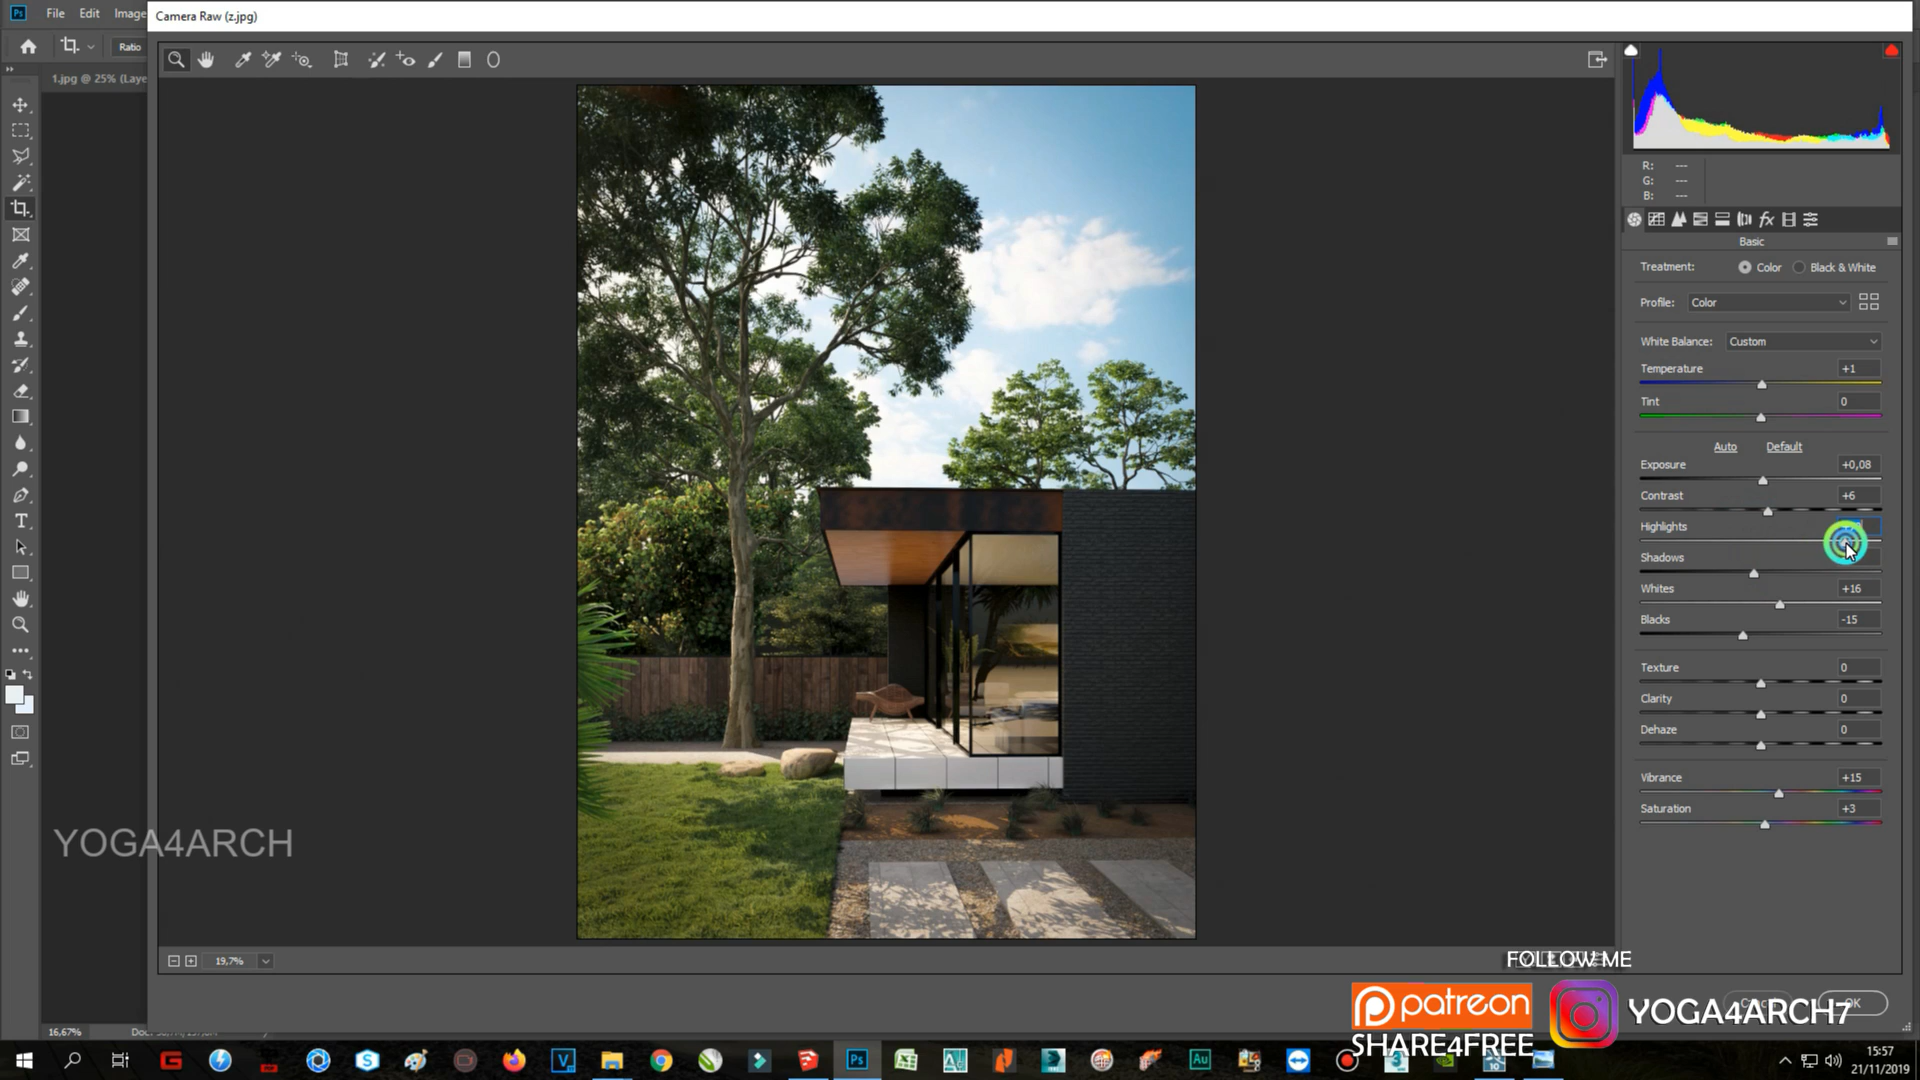 Camera Raw (z.jpg)
File Edit Image
Ratio
1.jpg @ 25% (Laye
R: ---
G: ---
B: ---
Basic
Treatment: Color Black & White
Profile: Color
White Balance: Custom
Temperature +1
Tint 0
Auto Default
Exposure +0,08
Contrast +6
Highlights
Shadows
Whites +16
Blacks -15
Texture 0
Clarity 0
Dehaze 0
Vibrance +15
Saturation +3
YOGA4ARCH
19,7%
FOLLOW ME
patreon
YOGA4ARCH7
OK
SHARE4FREE
16,67%
15:57
21/11/2019